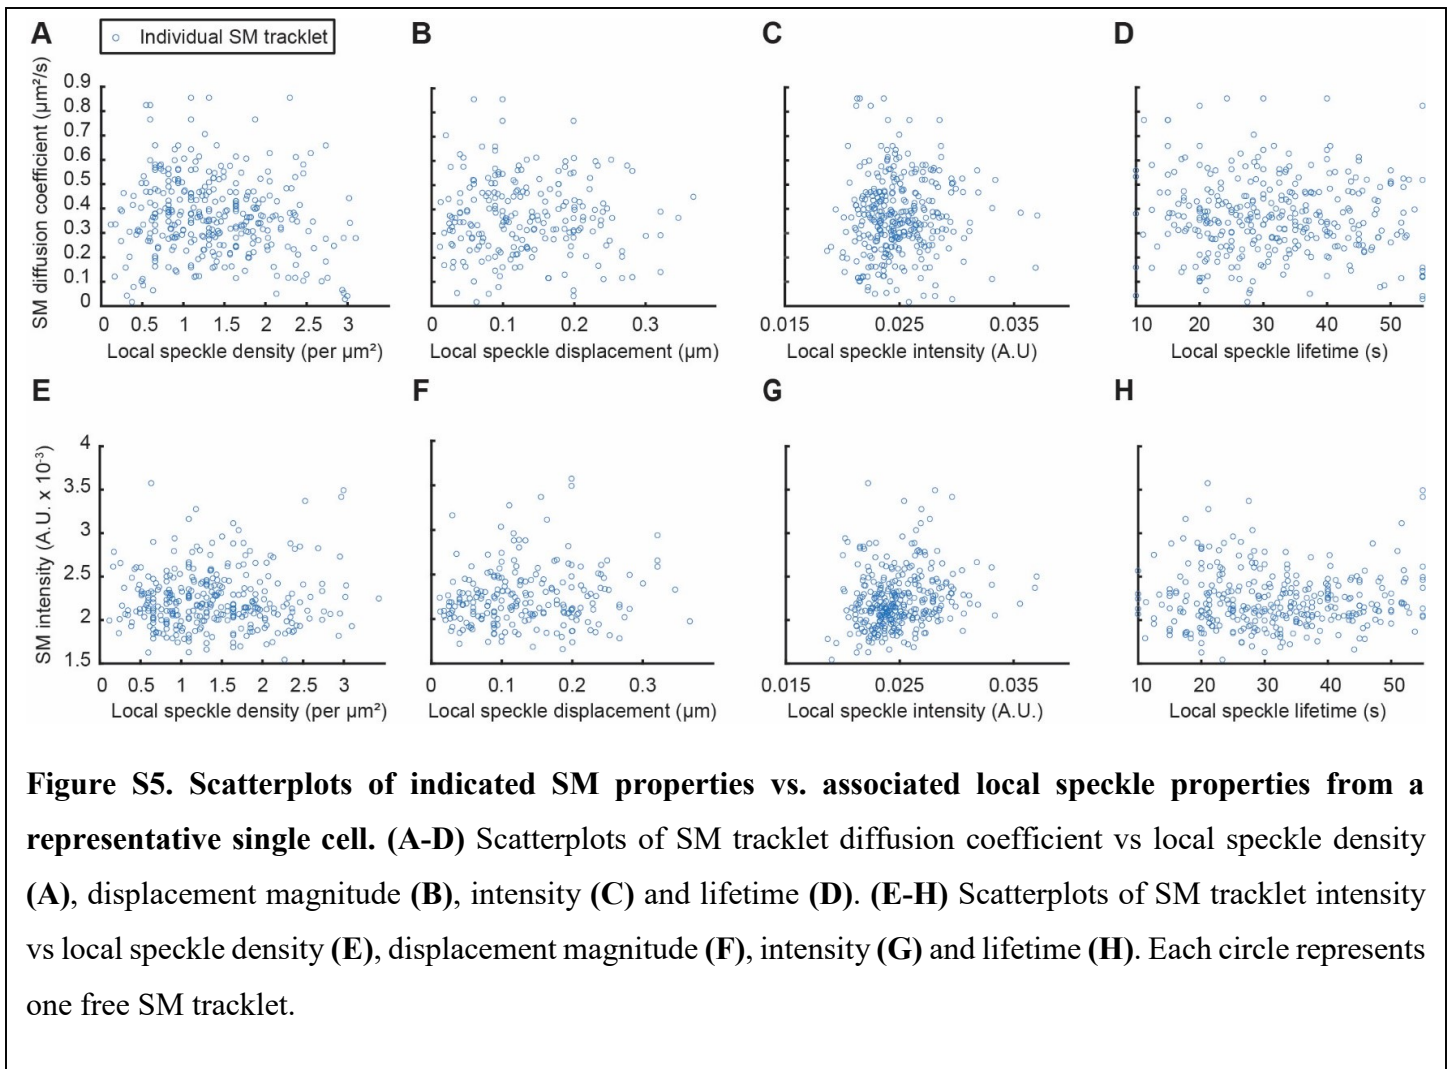 A
Individual SM tracklet
B
C
D
SM diffusion coefficient (µm²/s)
0.9
0.8
0.7
0.6
0.5
0.4
0.3
0.2
0.1
0
0 0.5 1 1.5 2 2.5 3
Local speckle density (per µm²)
0 0.1 0.2 0.3
Local speckle displacement (µm)
0.015 0.025 0.035
Local speckle intensity (A.U)
10 20 30 40 50
Local speckle lifetime (s)
E
F
G
H
SM intensity (A.U. x 10⁻³)
4
3.5
3
2.5
2
1.5
0 0.5 1 1.5 2 2.5 3
Local speckle density (per µm²)
0 0.1 0.2 0.3
Local speckle displacement (µm)
0.015 0.025 0.035
Local speckle intensity (A.U.)
10 20 30 40 50
Local speckle lifetime (s)
Figure S5. Scatterplots of indicated SM properties vs. associated local speckle properties from a
representative single cell. (A-D) Scatterplots of SM tracklet diffusion coefficient vs local speckle density
(A), displacement magnitude (B), intensity (C) and lifetime (D). (E-H) Scatterplots of SM tracklet intensity
vs local speckle density (E), displacement magnitude (F), intensity (G) and lifetime (H). Each circle represents
one free SM tracklet.